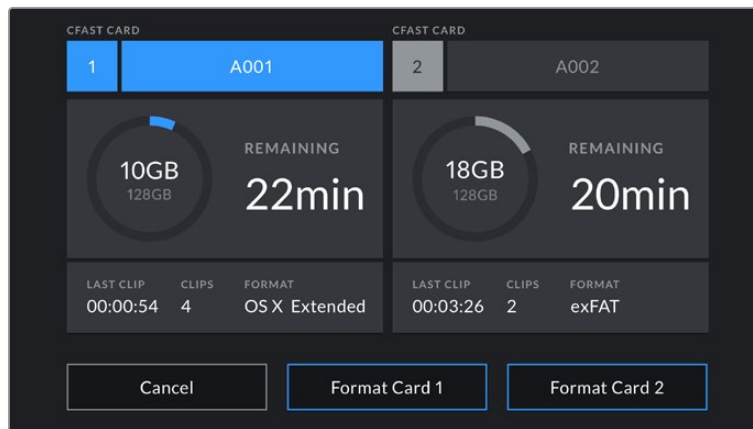 CFAST CARD
1 A001
10GB
128GB
REMAINING
22min
LAST CLIP CLIPS FORMAT
00:00:54 4 OS X Extended
CFAST CARD
2 A002
18GB
128GB
REMAINING
20min
LAST CLIP CLIPS FORMAT
00:03:26 2 exFAT
Cancel Format Card 1 Format Card 2